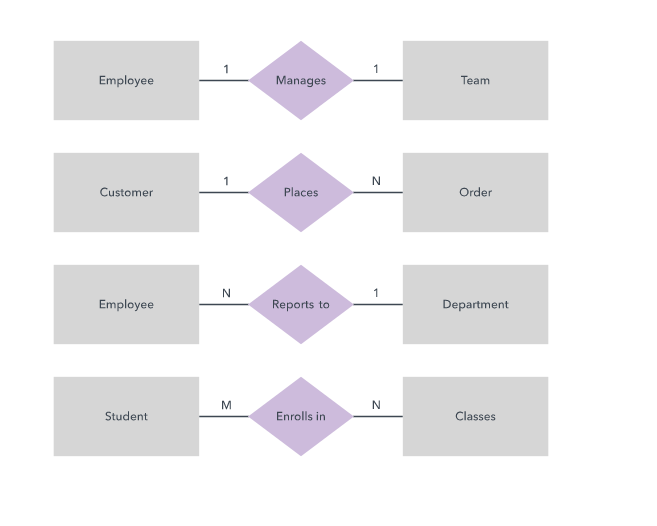 1 1
Employee Manages Team
1 N
Customer Places Order
N 1
Employee Reports to Department
M N
Student Enrolls in Classes